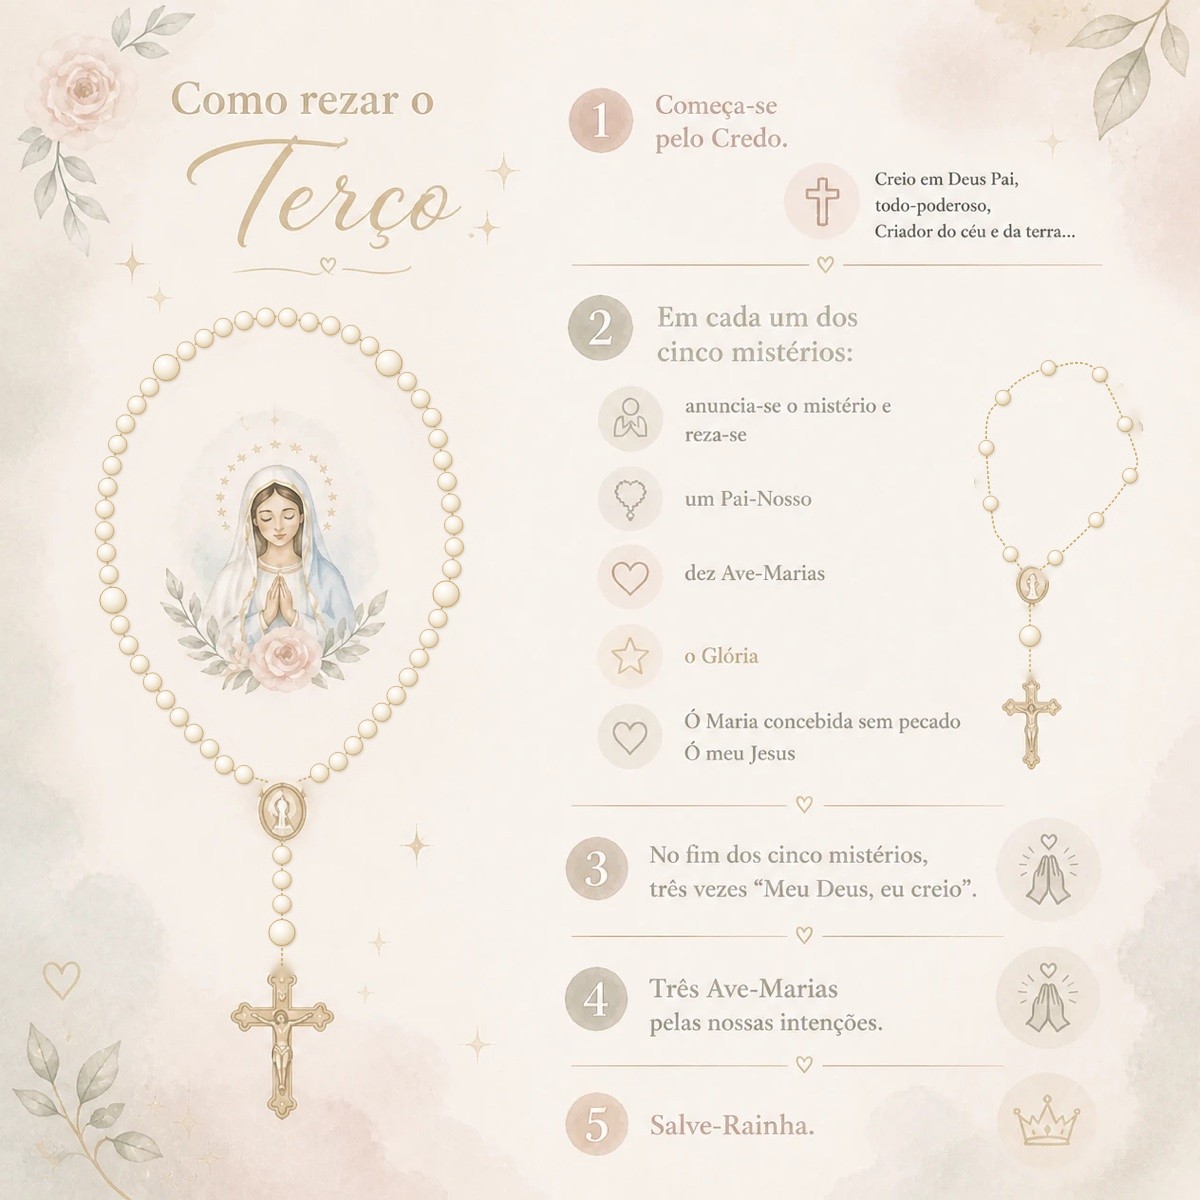 Como rezar o
Terço
1
Começa-se
pelo Credo.
Creio em Deus Pai,
todo-poderoso,
Criador do céu e da terra...
2
Em cada um dos
cinco mistérios:
anuncia-se o mistério e
reza-se
um Pai-Nosso
dez Ave-Marias
o Glória
Ó Maria concebida sem pecado
Ó meu Jesus
3
No fim dos cinco mistérios,
três vezes “Meu Deus, eu creio”.
4
Três Ave-Marias
pelas nossas intenções.
5
Salve-Rainha.